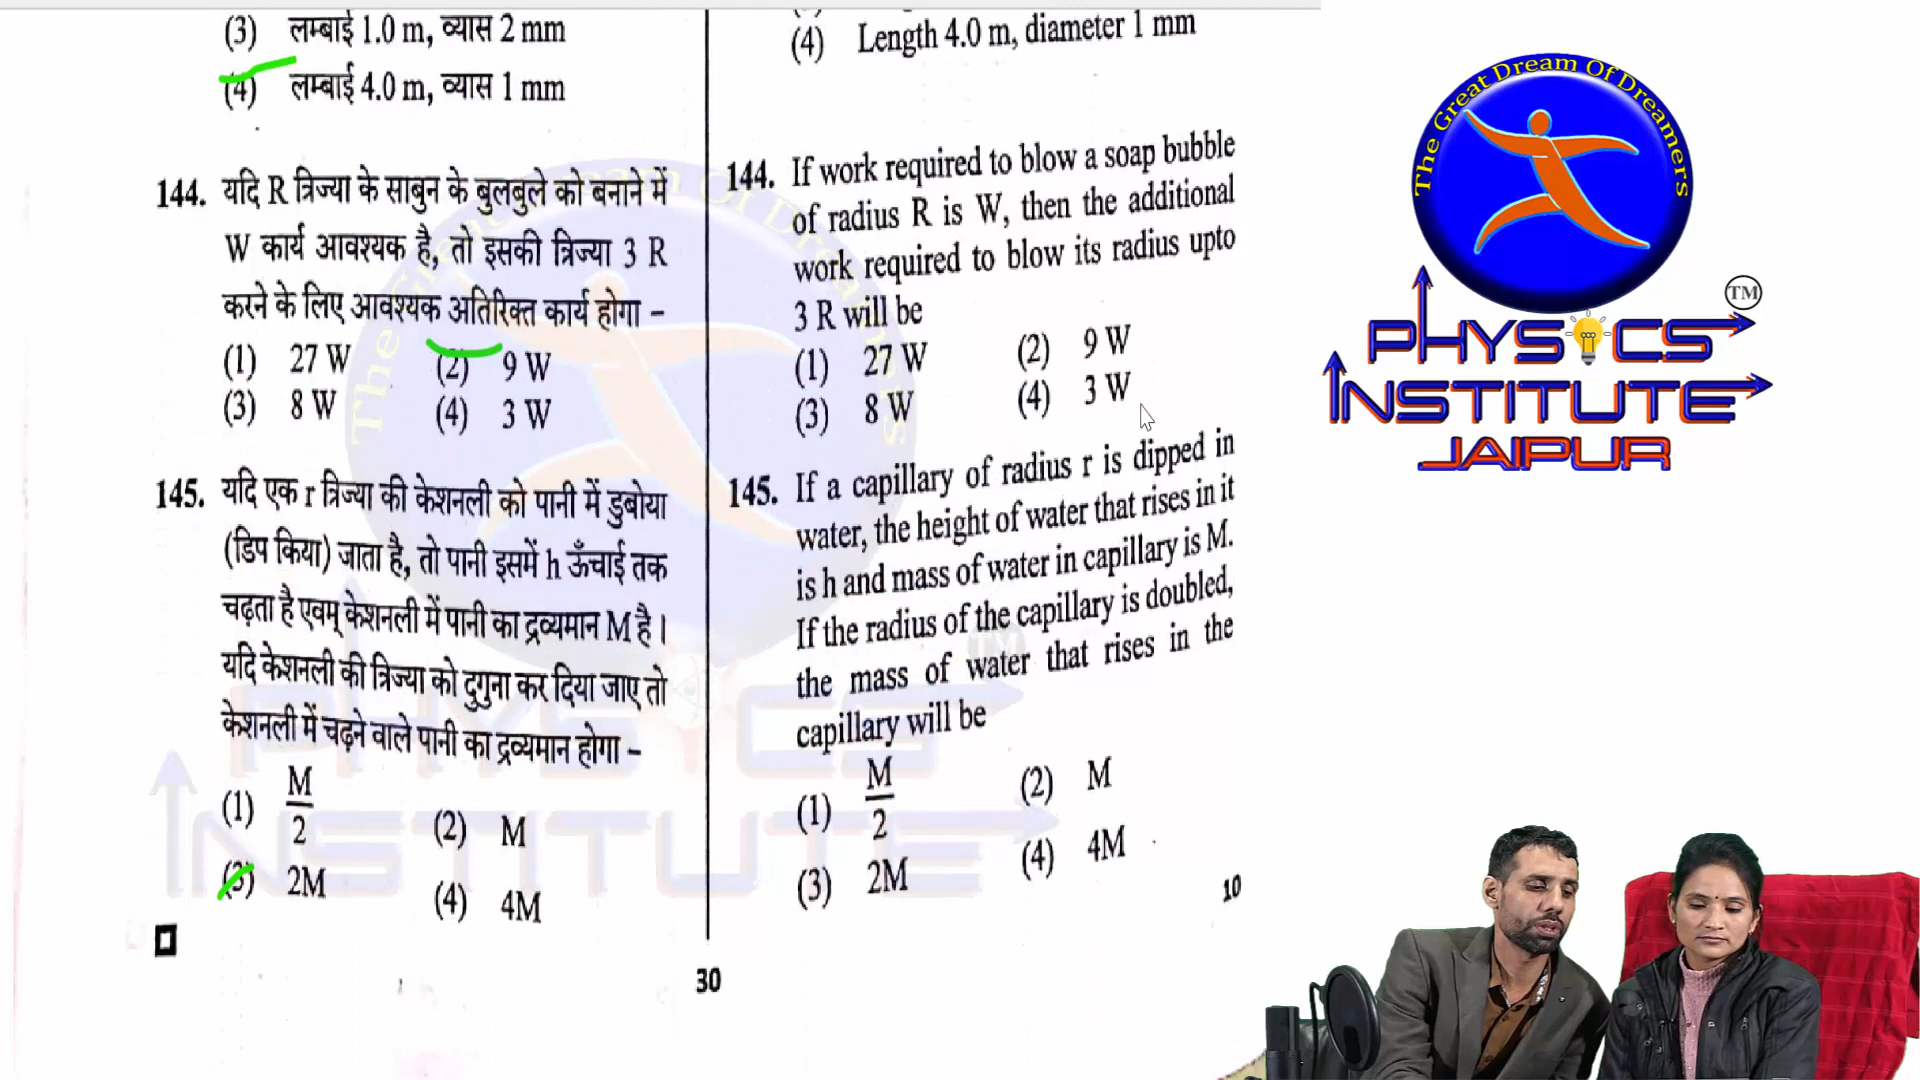 (3) लम्बाई 1.0 m, व्यास 2 mm
(4) लम्बाई 4.0 m, व्यास 1 mm
144. यदि R त्रिज्या के साबुन के बुलबुले को बनाने में
W कार्य आवश्यक है, तो इसकी त्रिज्या 3 R
करने के लिए आवश्यक अतिरिक्त कार्य होगा –
(1) 27 W (2) 9 W
(3) 8 W (4) 3 W
145. यदि एक r त्रिज्या की केशनली को पानी में डुबोया
(डिप किया) जाता है, तो पानी इसमें h ऊँचाई तक
चढ़ता है एवम् केशनली में पानी का द्रव्यमान M है।
यदि केशनली की त्रिज्या को दुगुना कर दिया जाए तो
केशनली में चढ़ने वाले पानी का द्रव्यमान होगा –
(1) M/2 (2) M
(3) 2M (4) 4M
(4) Length 4.0 m, diameter 1 mm
144. If work required to blow a soap bubble
of radius R is W, then the additional
work required to blow its radius upto
3 R will be
(1) 27 W (2) 9 W
(3) 8 W (4) 3 W
145. If a capillary of radius r is dipped in
water, the height of water that rises in it
is h and mass of water in capillary is M.
If the radius of the capillary is doubled,
the mass of water that rises in the
capillary will be
(1) M/2 (2) M
(3) 2M (4) 4M
10
30
The Great Dream Of Dreamers
TM
PHYSICS
INSTITUTE
JAIPUR
The Great Dream Of Dreamers
TM
PHYSICS
INSTITUTE